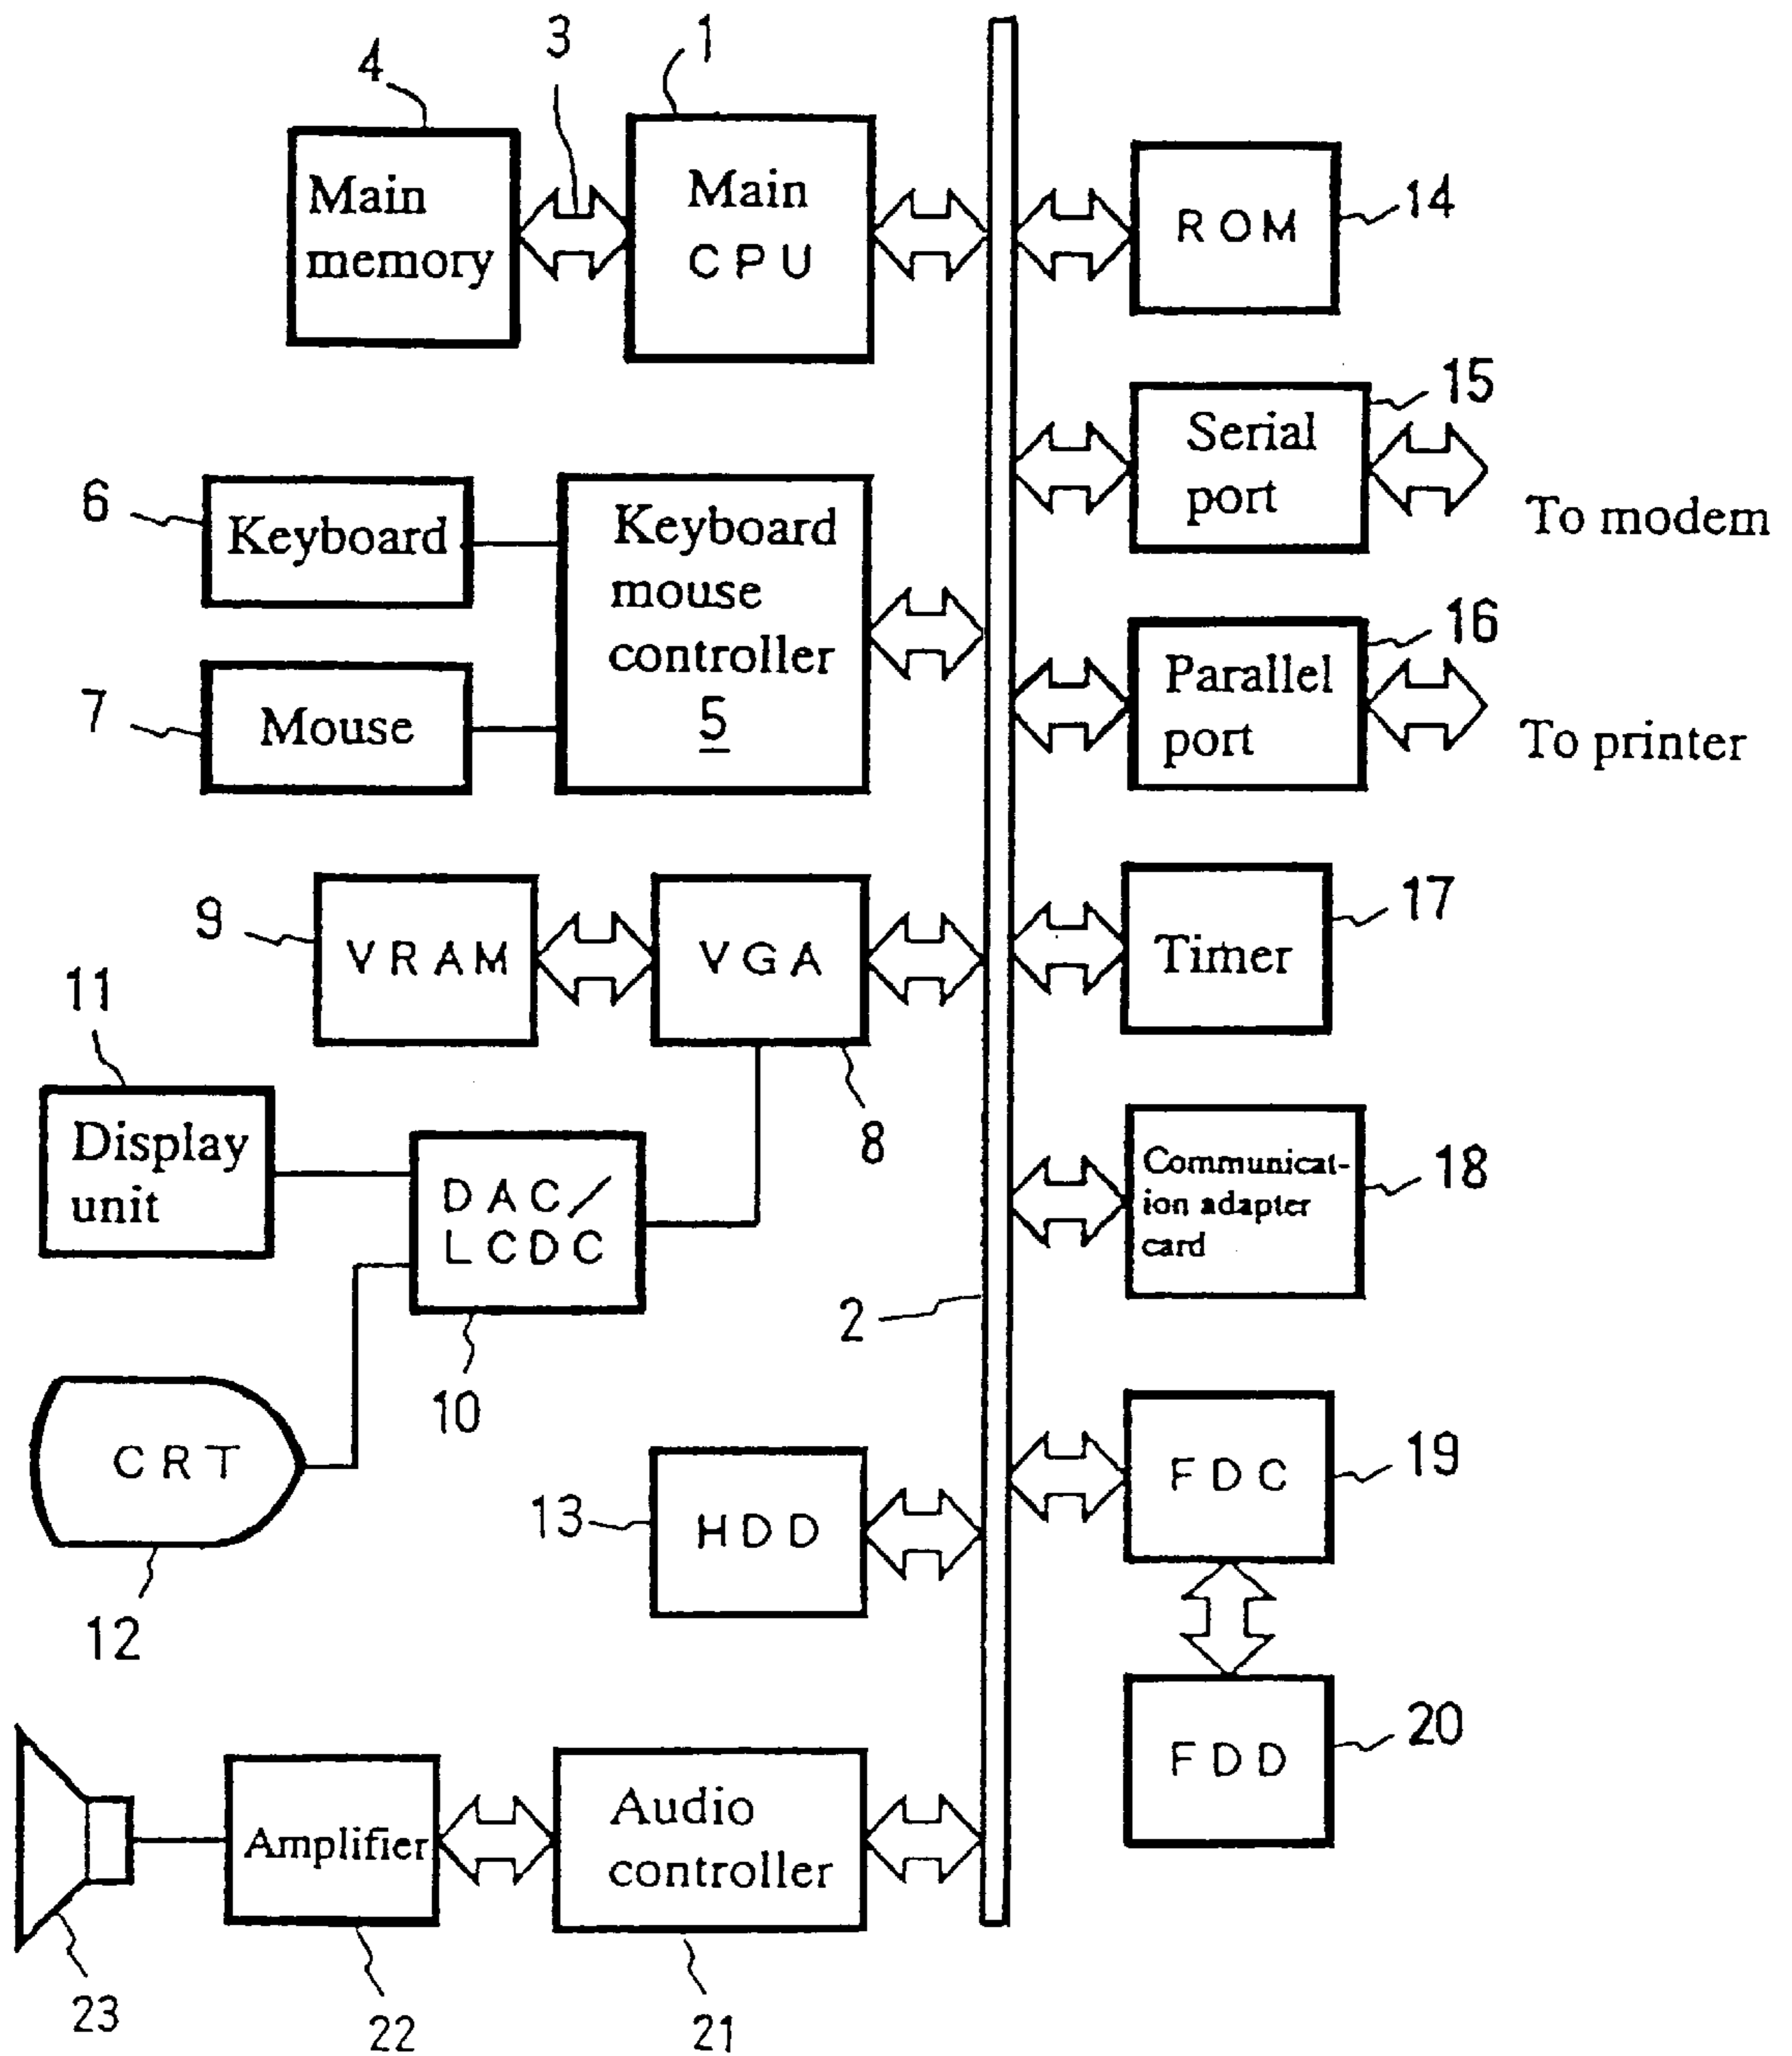 3
1
4
Main
memory
Main
CPU
ROM
14
15
Serial
port
To modem
6
Keyboard
Keyboard
mouse
controller
5
7
Mouse
16
Parallel
port
To printer
9
VRAM
VGA
8
17
Timer
11
Display
unit
DAC/
LCDC
10
Communicat-
ion adapter
card
18
2
CRT
12
13
HDD
FDC
19
FDD
20
Amplifier
Audio
controller
23
22
21